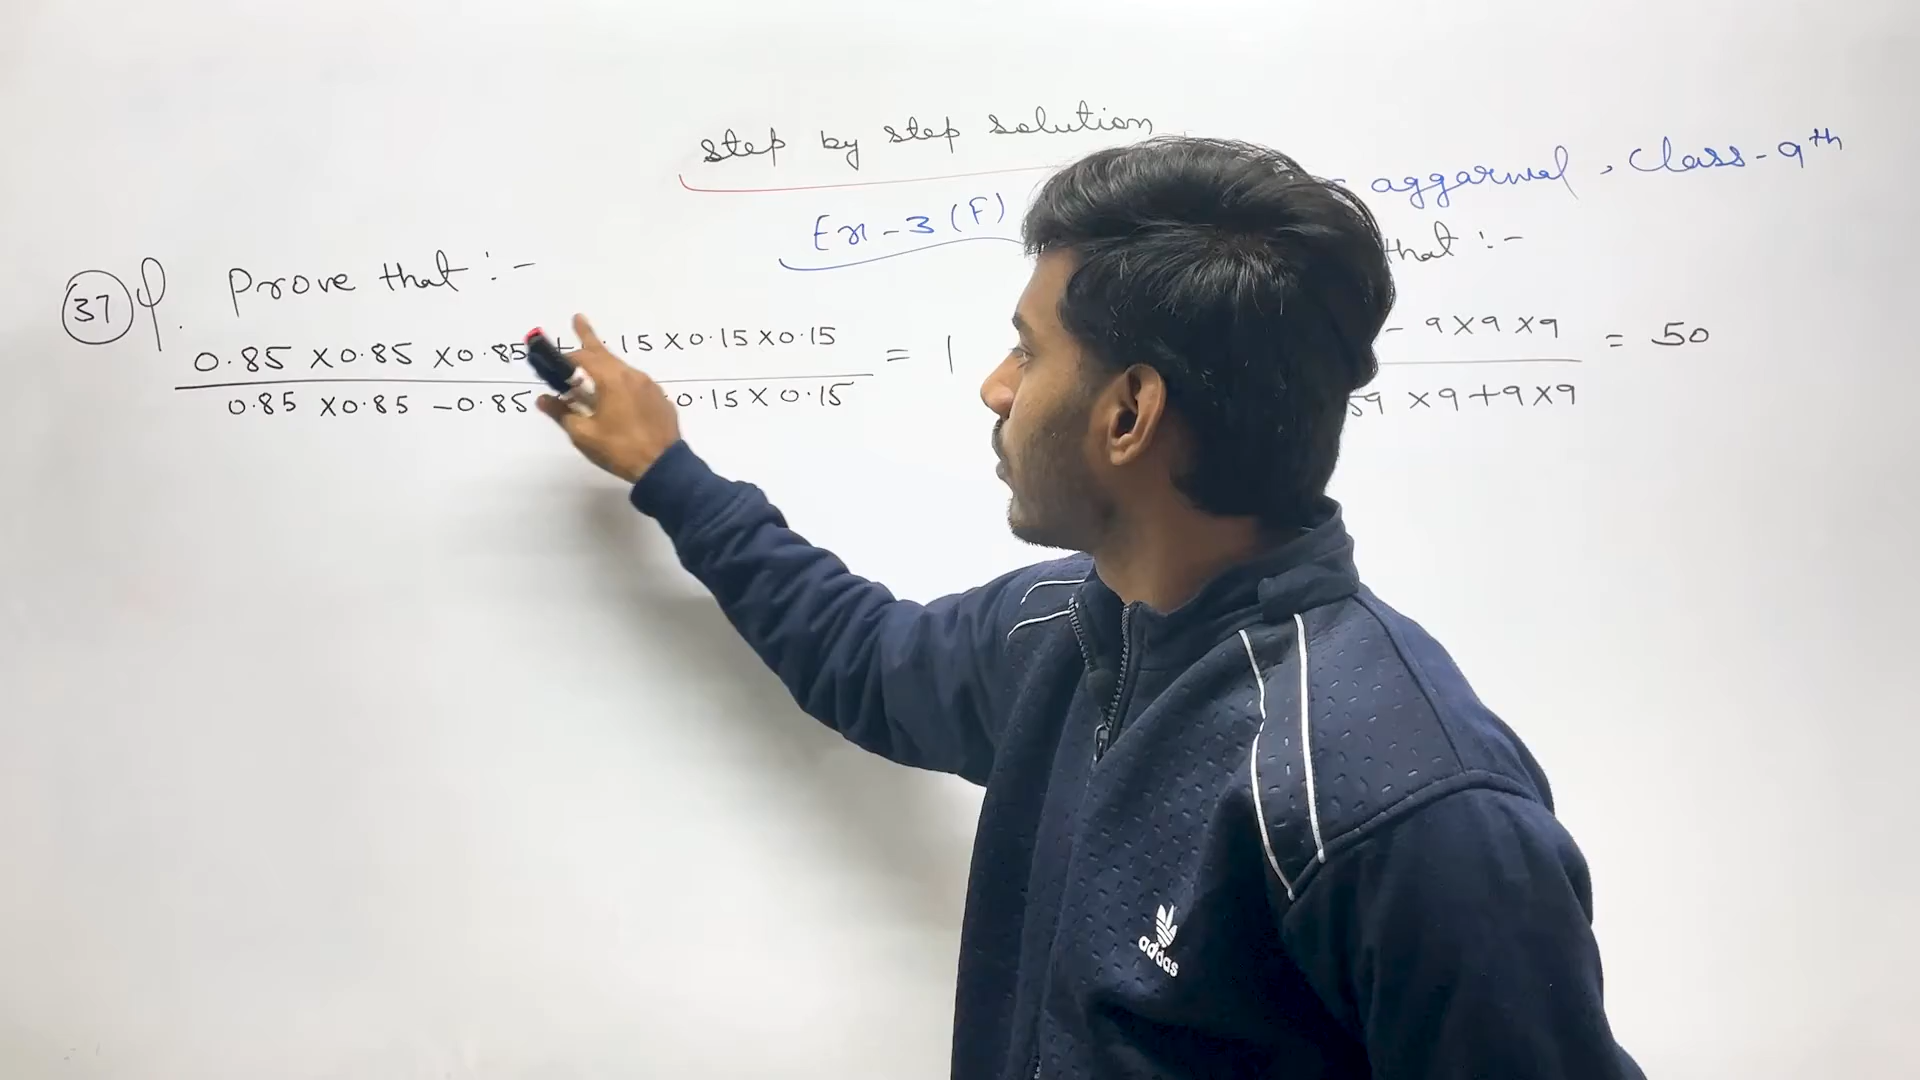 step by step solution
aggarwal, class-9th
Ex-3(F)
37 Q. Prove that :-
0.85 × 0.85 × 0.85 + .15 × 0.15 × 0.15
= 1
0.85 × 0.85 - 0.85 0.15 × 0.15
that :-
- 9 × 9 × 9
= 50
59 × 9 + 9 × 9
adidas